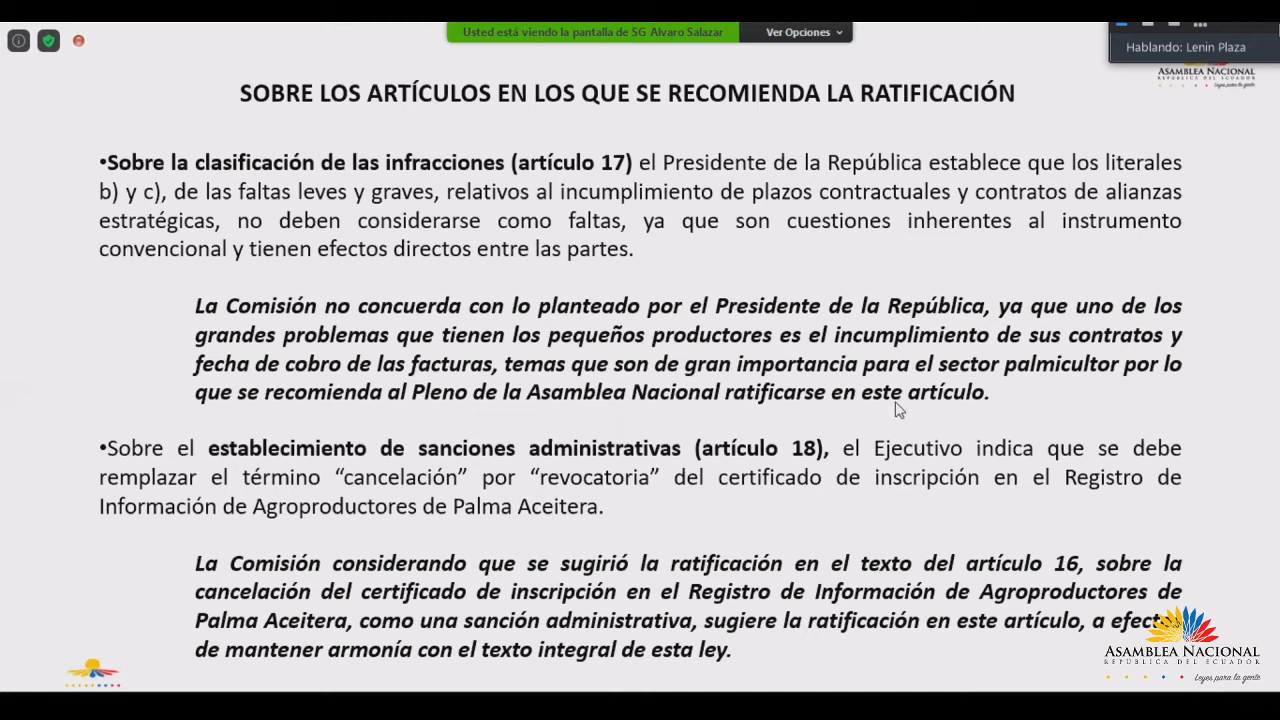 Usted está viendo la pantalla de SG Alvaro Salazar
Ver Opciones
Hablando: Lenin Plaza
ASAMBLEA NACIONAL
REPÚBLICA DEL ECUADOR
Leyes para la gente
SOBRE LOS ARTÍCULOS EN LOS QUE SE RECOMIENDA LA RATIFICACIÓN
•Sobre la clasificación de las infracciones (artículo 17) el Presidente de la República establece que los literales
b) y c), de las faltas leves y graves, relativos al incumplimiento de plazos contractuales y contratos de alianzas
estratégicas, no deben considerarse como faltas, ya que son cuestiones inherentes al instrumento
convencional y tienen efectos directos entre las partes.
La Comisión no concuerda con lo planteado por el Presidente de la República, ya que uno de los
grandes problemas que tienen los pequeños productores es el incumplimiento de sus contratos y
fecha de cobro de las facturas, temas que son de gran importancia para el sector palmicultor por lo
que se recomienda al Pleno de la Asamblea Nacional ratificarse en este artículo.
•Sobre el establecimiento de sanciones administrativas (artículo 18), el Ejecutivo indica que se debe
remplazar el término “cancelación” por “revocatoria” del certificado de inscripción en el Registro de
Información de Agroproductores de Palma Aceitera.
La Comisión considerando que se sugirió la ratificación en el texto del artículo 16, sobre la
cancelación del certificado de inscripción en el Registro de Información de Agroproductores de
Palma Aceitera, como una sanción administrativa, sugiere la ratificación en este artículo, a efectos
de mantener armonía con el texto integral de esta ley.
ASAMBLEA NACIONAL
REPÚBLICA DEL ECUADOR
Leyes para la gente